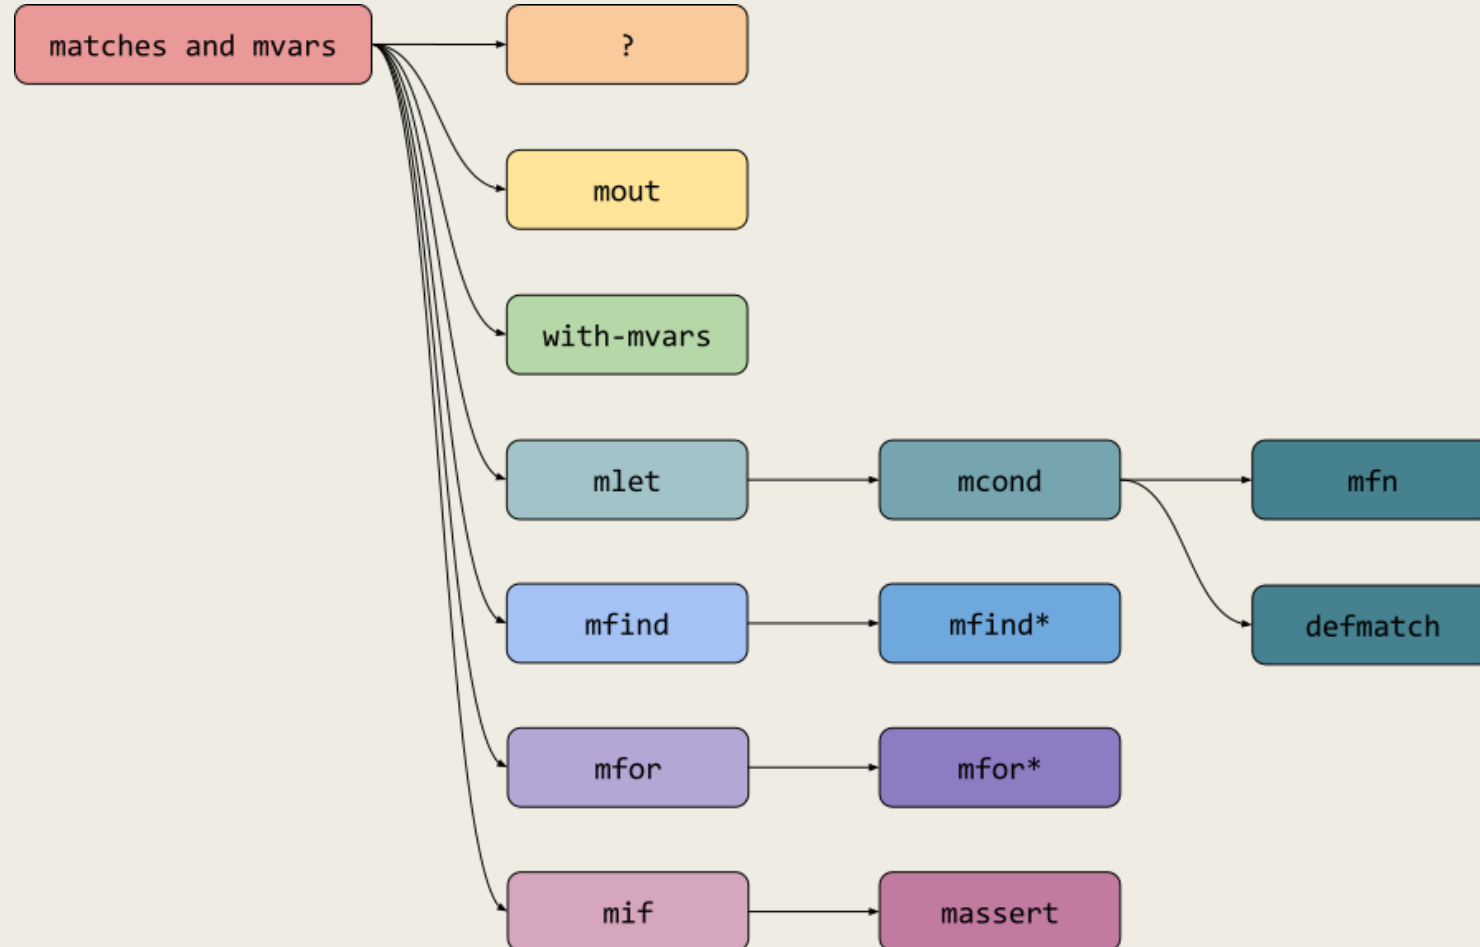 matches and mvars
?
mout
with-mvars
mlet
mcond
mfn
mfind
mfind*
defmatch
mfor
mfor*
mif
massert